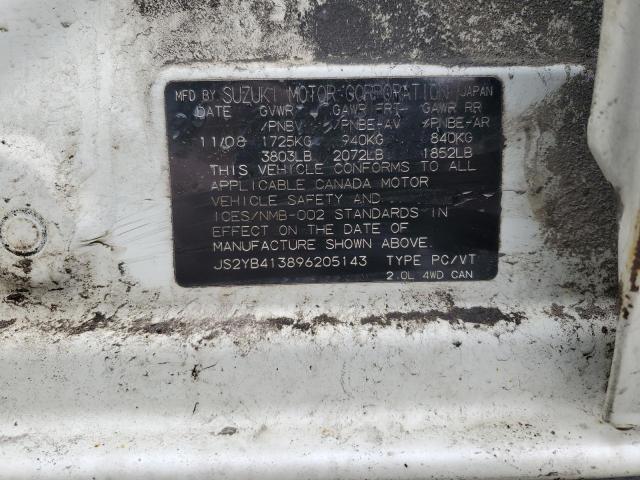 MFD BY SUZUKI MOTOR CORPORATION JAPAN
DATE GVWR GAWR FRT GAWR RR
/PNBV /PNBE-AV /PNBE-AR
11/08 1725KG 940KG 840KG
3803LB 2072LB 1852LB
THIS VEHICLE CONFORMS TO ALL
APPLICABLE CANADA MOTOR
VEHICLE SAFETY AND
ICES/NMB-002 STANDARDS IN
EFFECT ON THE DATE OF
MANUFACTURE SHOWN ABOVE.
JS2YB413896205143 TYPE PC/VT
2.0L 4WD CAN